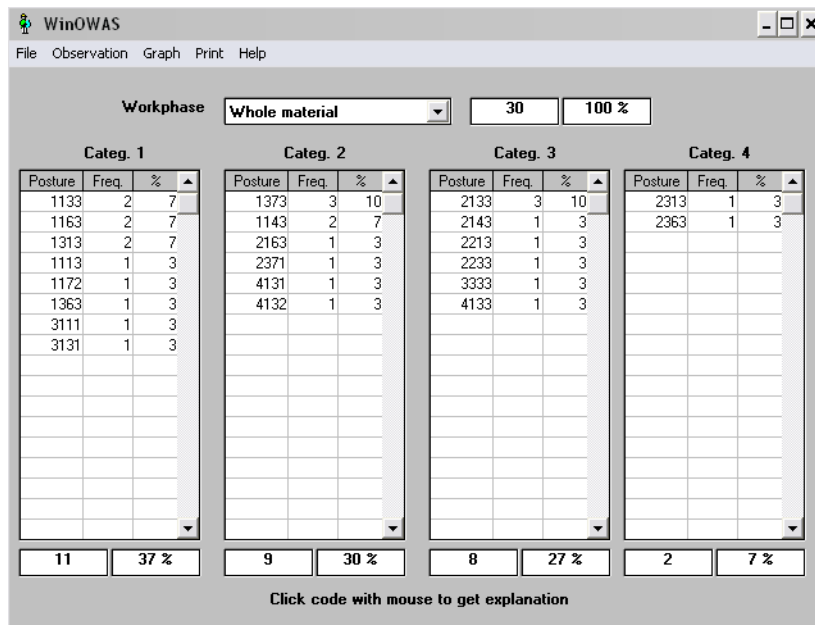 WinOWAS
File Observation Graph Print Help
Workphase Whole material 30 100 %
Categ. 1 Categ. 2 Categ. 3 Categ. 4
Posture Freq. % Posture Freq. % Posture Freq. % Posture Freq. %
1133 2 7 1373 3 10 2133 3 10 2313 1 3
1163 2 7 1143 2 7 2143 1 3 2363 1 3
1313 2 7 2163 1 3 2213 1 3
1113 1 3 2371 1 3 2233 1 3
1172 1 3 4131 1 3 3333 1 3
1363 1 3 4132 1 3 4133 1 3
3111 1 3
3131 1 3
11 37 % 9 30 % 8 27 % 2 7 %
Click code with mouse to get explanation